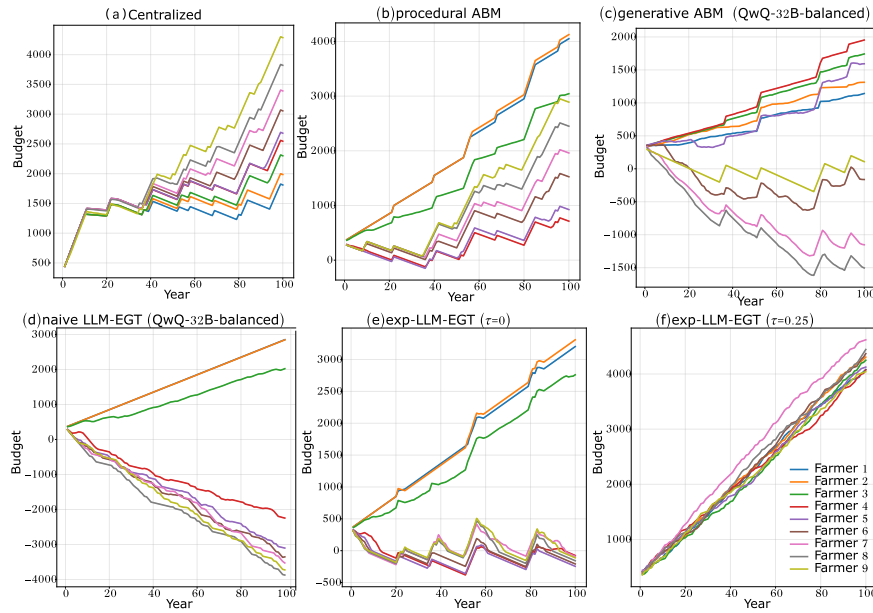 (a) Centralized
Budget
4000
3500
3000
2500
2000
1500
1000
500
0 20 40 60 80 100
Year
(b) procedural ABM
Budget
4000
3000
2000
1000
0
0 20 40 60 80 100
Year
(c) generative ABM (QwQ-32B-balanced)
Budget
2000
1500
1000
500
0
−500
−1000
−1500
0 20 40 60 80 100
Year
(d) naive LLM-EGT (QwQ-32B-balanced)
Budget
3000
2000
1000
0
−1000
−2000
−3000
−4000
0 20 40 60 80 100
Year
(e) exp-LLM-EGT (τ=0)
Budget
3000
2500
2000
1500
1000
500
0
−500
0 20 40 60 80 100
Year
(f) exp-LLM-EGT (τ=0.25)
Budget
4000
3000
2000
1000
0 20 40 60 80 100
Year
Farmer 1
Farmer 2
Farmer 3
Farmer 4
Farmer 5
Farmer 6
Farmer 7
Farmer 8
Farmer 9